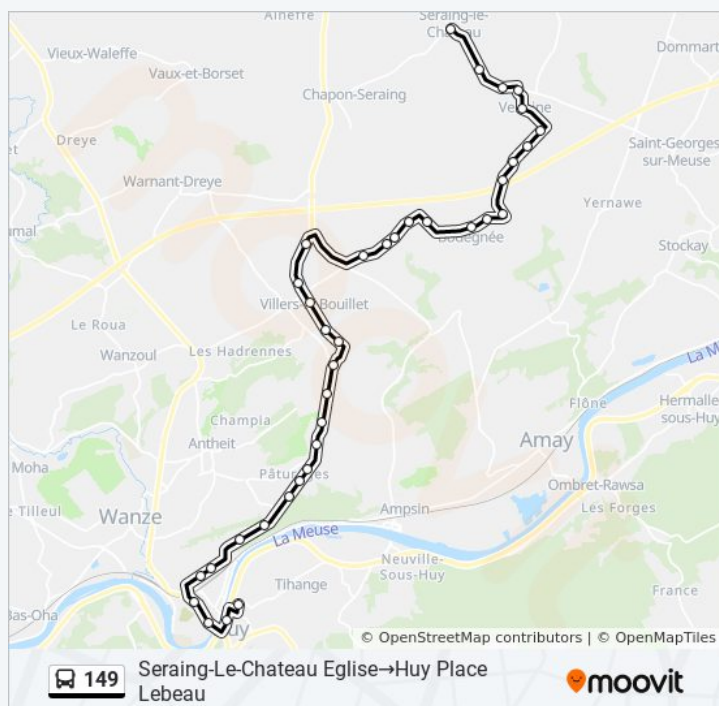 Aineffe
Seraing-le-
Château
Dommart
Vieux-Waleffe
Vaux-et-Borset
Chapon-Seraing
Dreye
Saint-Georges-
sur-Meuse
Warnant-Dreye
Yernawe
Bodegnée
Stockay
Villers-le-Bouillet
Le Roua
Wanzoul
Les Hadrennes
La M
Flône
Hermalle-
sous-Huy
Champia
Antheit
Amay
Moha
Pâturages
Ombret-Rawsa
e Tilleul
Wanze
Ampsin
Les Forges
La Meuse
Neuville-
Sous-Huy
Tihange
France
Bas-Oha
© OpenStreetMap contributors | © OpenMapTiles
149
Seraing-Le-Chateau Eglise→Huy Place
Lebeau
moovit